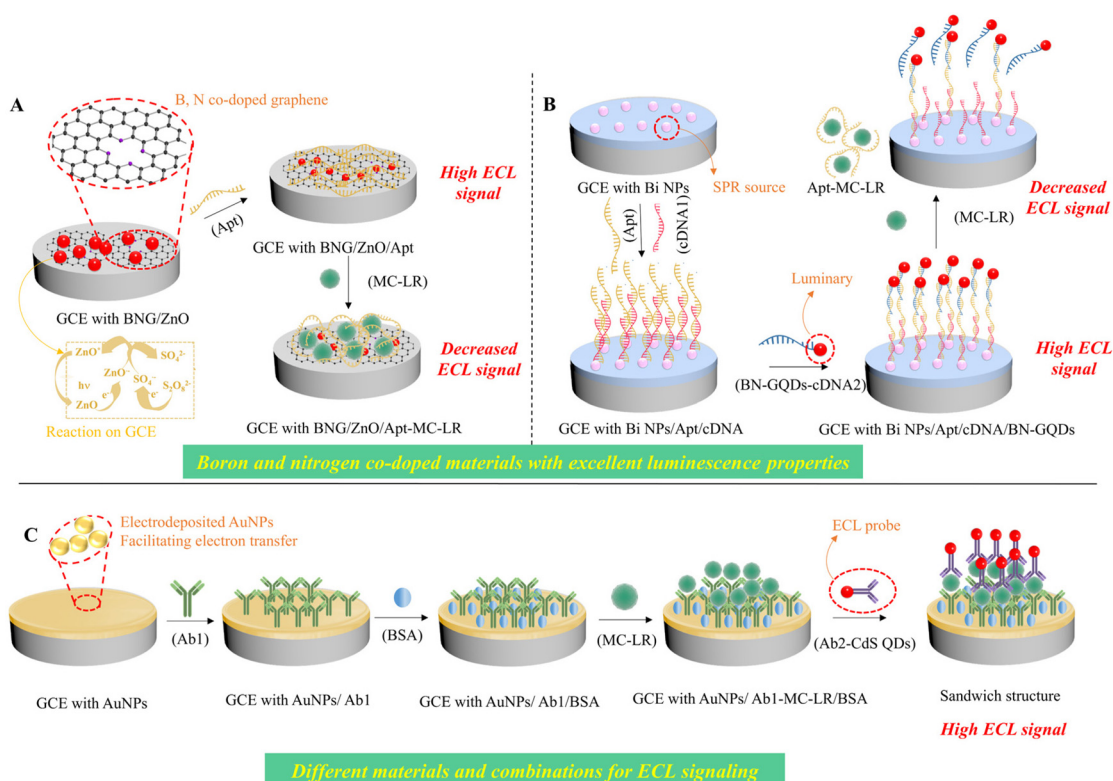 A
B, N co-doped graphene
(Apt)
GCE with BNG/ZnO
High ECL
signal
GCE with BNG/ZnO/Apt
(MC-LR)
Decreased
ECL signal
GCE with BNG/ZnO/Apt-MC-LR
ZnO*
SO₄²⁻
ZnO⁻
hν
SO₄⁻
S₂O₈²⁻
e⁻
e⁻
ZnO
Reaction on GCE
B
GCE with Bi NPs
SPR source
(Apt)
(cDNA1)
GCE with Bi NPs/Apt/cDNA
Luminary
(BN-GQDs-cDNA2)
High ECL
signal
GCE with Bi NPs/Apt/cDNA/BN-GQDs
(MC-LR)
Apt-MC-LR
Decreased
ECL signal
Boron and nitrogen co-doped materials with excellent luminescence properties
C
Electrodeposited AuNPs
Facilitating electron transfer
GCE with AuNPs
(Ab1)
GCE with AuNPs/ Ab1
(BSA)
GCE with AuNPs/ Ab1/BSA
(MC-LR)
GCE with AuNPs/ Ab1-MC-LR/BSA
ECL probe
(Ab2-CdS QDs)
Sandwich structure
High ECL signal
Different materials and combinations for ECL signaling